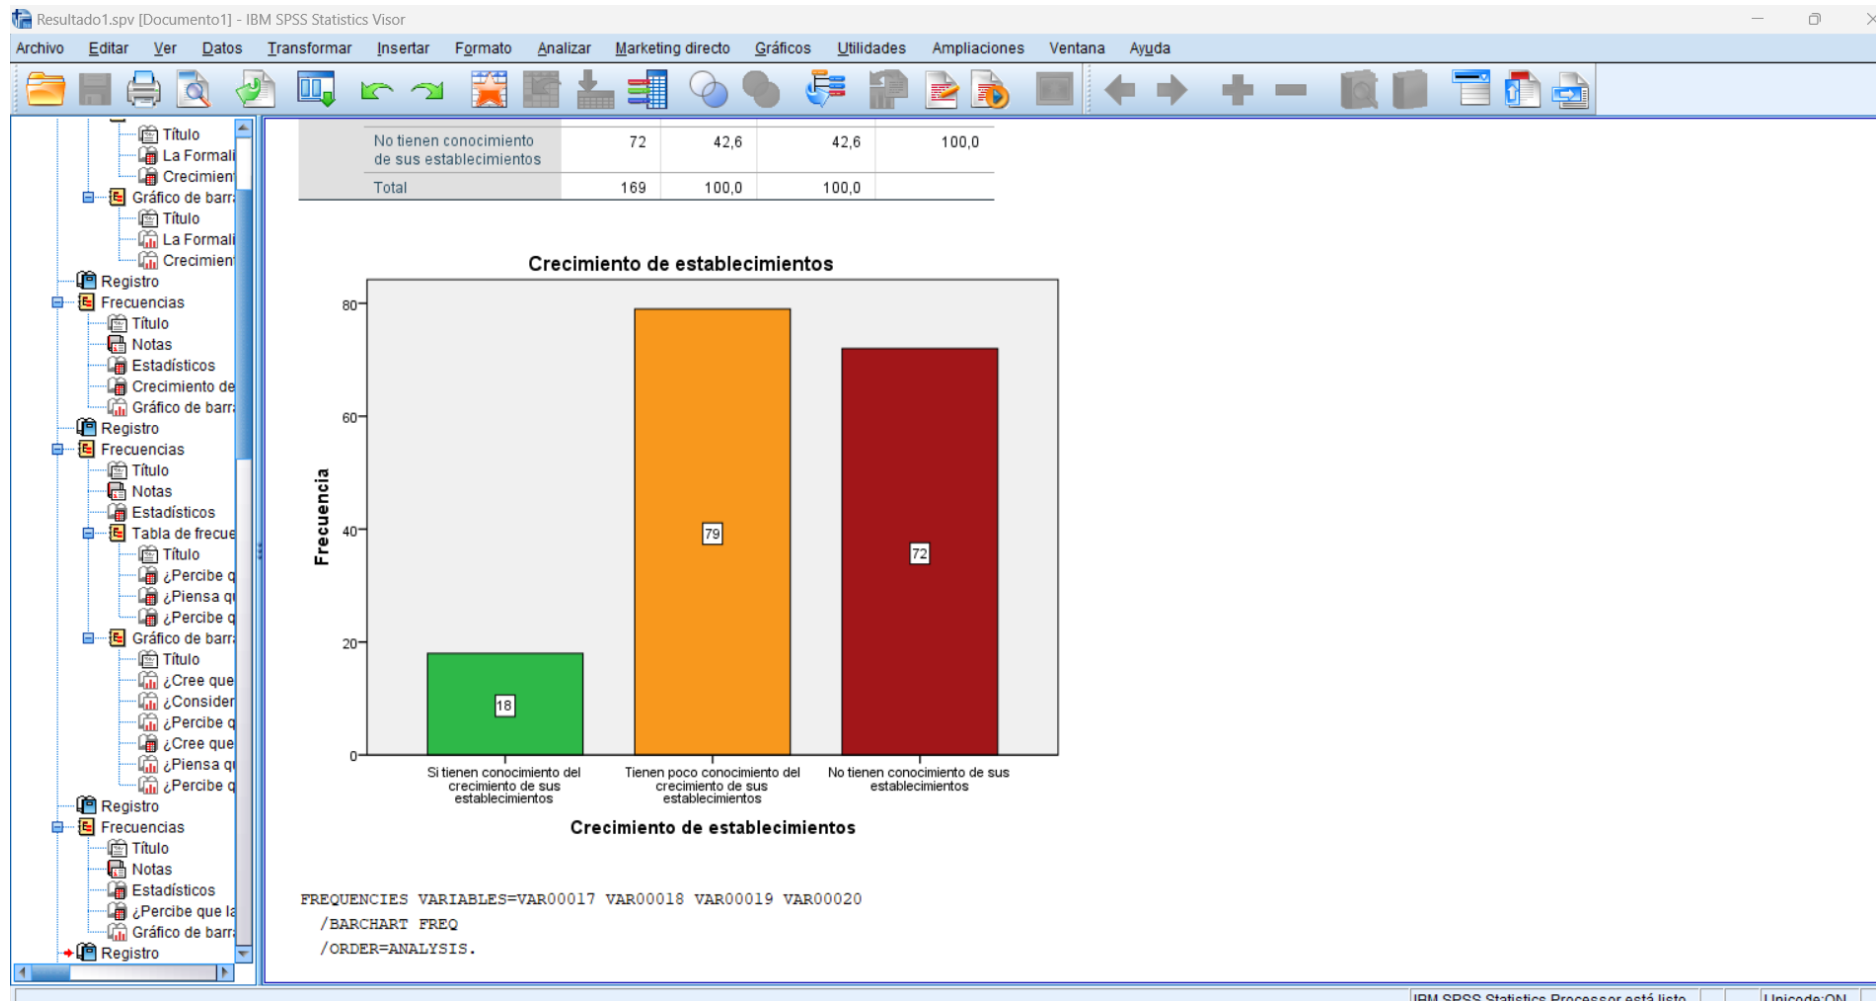 Resultado1.spv [Documento1] - IBM SPSS Statistics Visor
Archivo Editar Ver Datos Transformar Insertar Formato Analizar Marketing directo Gráficos Utilidades Ampliaciones Ventana Ayuda
Título
La Formali
Crecimien
Gráfico de barr
Título
La Formali
Crecimien
Registro
Frecuencias
Título
Notas
Estadísticos
Crecimiento de
Gráfico de barr
Registro
Frecuencias
Título
Notas
Estadísticos
Tabla de frecue
Título
¿Percibe q
¿Piensa qu
¿Percibe q
Gráfico de barr
Título
¿Cree que
¿Consider
¿Percibe q
¿Cree que
¿Piensa qu
¿Percibe q
Registro
Frecuencias
Título
Notas
Estadísticos
¿Percibe que la
Gráfico de barr
Registro
No tienen conocimiento de sus establecimientos 72 42,6 42,6 100,0
Total 169 100,0 100,0
Crecimiento de establecimientos
Frecuencia
80
60
40
20
0
18
79
72
Si tienen conocimiento del
crecimiento de sus
establecimientos
Tienen poco conocimiento del
crecimiento de sus
establecimientos
No tienen conocimiento de sus
establecimientos
Crecimiento de establecimientos
FREQUENCIES VARIABLES=VAR00017 VAR00018 VAR00019 VAR00020
/BARCHART FREQ
/ORDER=ANALYSIS.
IBM SPSS Statistics Processor está listo
Unicode:ON